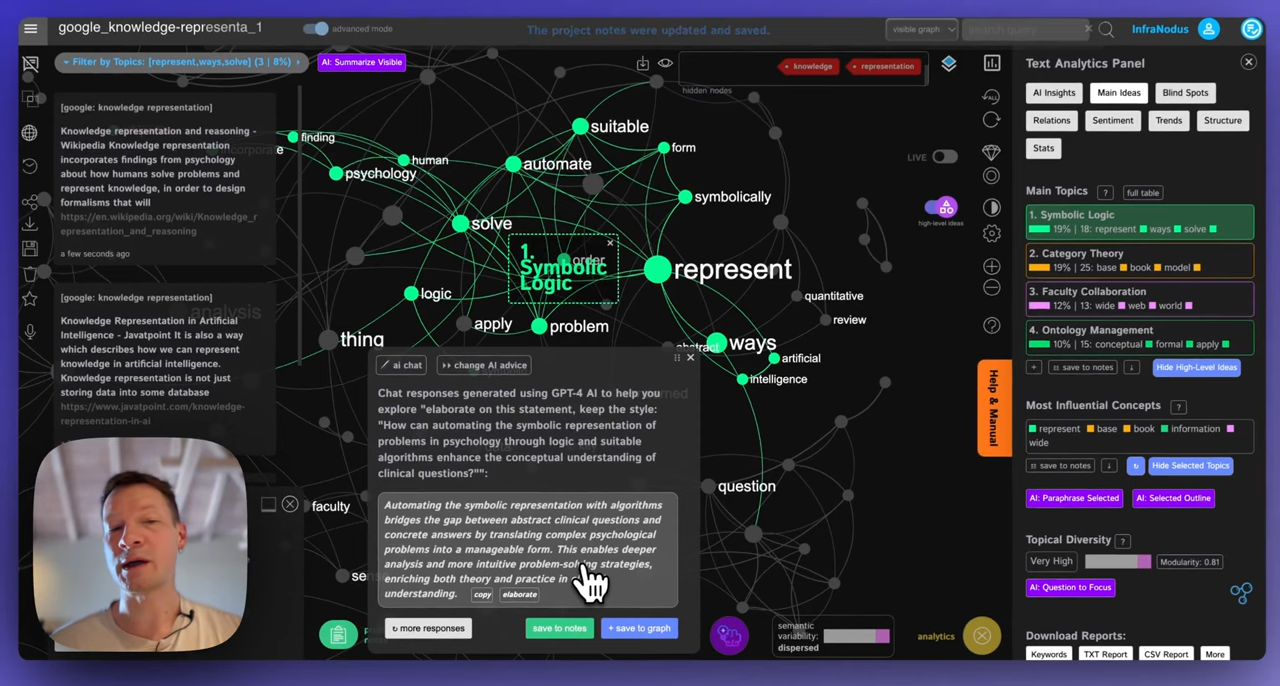 google_knowledge-representa_1
advanced mode
The project notes were updated and saved.
visible graph
search query
InfraNodus
Filter by Topics: [represent,ways,solve] (3 | 8%)
AI: Summarize Visible
knowledge
representation
hidden nodes
[google: knowledge representation]
Knowledge representation and reasoning -
Wikipedia Knowledge representation
incorporates findings from psychology
about how humans solve problems and
represent knowledge, in order to design
formalisms that will
https://en.wikipedia.org/wiki/Knowledge_r
epresentation_and_reasoning
a few seconds ago
[google: knowledge representation]
Knowledge Representation in Artificial
Intelligence - Javatpoint It is also a way
which describes how we can represent
knowledge in artificial intelligence.
Knowledge representation is not just
storing data into some database
https://www.javatpoint.com/knowledge-
representation-in-ai
analysis
finding
human
psychology
automate
suitable
form
symbolically
solve
order
1.
Symbolic
Logic
represent
logic
apply
problem
thing
quantitative
review
abstract
ways
artificial
intelligence
question
faculty
LIVE
high-level ideas
ai chat
change AI advice
Chat responses generated using GPT-4 AI to help you
explore "elaborate on this statement, keep the style:
"How can automating the symbolic representation of
problems in psychology through logic and suitable
algorithms enhance the conceptual understanding of
clinical questions?"":
Automating the symbolic representation with algorithms
bridges the gap between abstract clinical questions and
concrete answers by translating complex psychological
problems into a manageable form. This enables deeper
analysis and more intuitive problem-solving strategies,
enriching both theory and practice in
understanding.
copy
elaborate
more responses
save to notes
+ save to graph
semantic
variability:
dispersed
analytics
Help & Manual
Text Analytics Panel
AI Insights
Main Ideas
Blind Spots
Relations
Sentiment
Trends
Structure
Stats
Main Topics ?
full table
1. Symbolic Logic
19% | 18: represent ways solve
2. Category Theory
19% | 25: base book model
3. Faculty Collaboration
12% | 13: wide web world
4. Ontology Management
10% | 15: conceptual formal apply
+
save to notes
Hide High-Level Ideas
Most Influential Concepts ?
represent base book information
wide
save to notes
Hide Selected Topics
AI: Paraphrase Selected
AI: Selected Outline
Topical Diversity ?
Very High
Modularity: 0.81
AI: Question to Focus
Download Reports:
Keywords
TXT Report
CSV Report
More